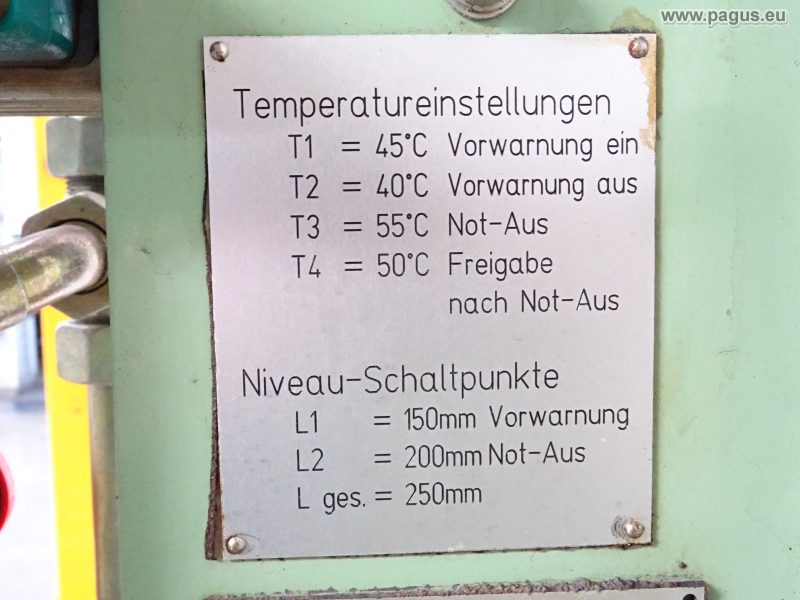 www.pagus.eu
Temperatureinstellungen
T1 = 45°C Vorwarnung ein
T2 = 40°C Vorwarnung aus
T3 = 55°C Not-Aus
T4 = 50°C Freigabe
nach Not-Aus
Niveau-Schaltpunkte
L1 = 150mm Vorwarnung
L2 = 200mm Not-Aus
L ges. = 250mm